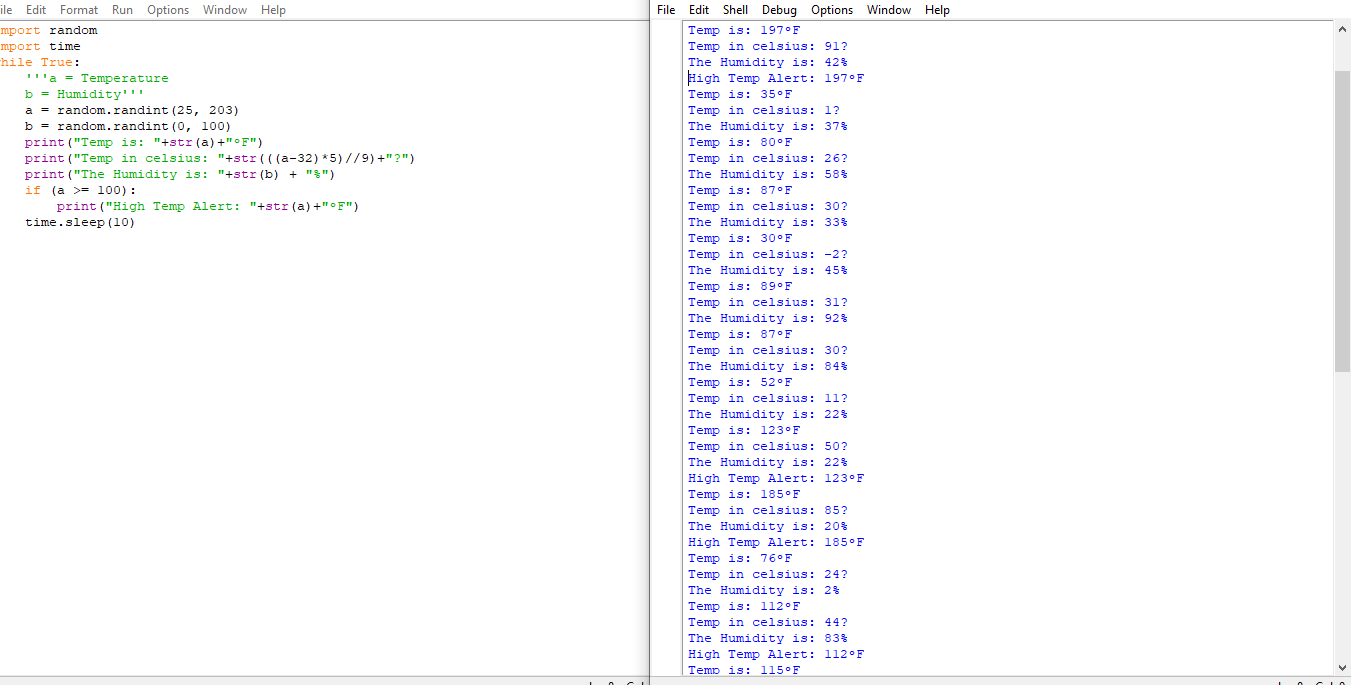 ile Edit Format Run Options Window Help
mport random
mport time
hile True:
    '''a = Temperature
    b = Humidity'''
    a = random.randint(25, 203)
    b = random.randint(0, 100)
    print("Temp is: "+str(a)+"°F")
    print("Temp in celsius: "+str(((a-32)*5)//9)+"?")
    print("The Humidity is: "+str(b) + "%")
    if (a >= 100):
        print("High Temp Alert: "+str(a)+"°F")
    time.sleep(10)
File Edit Shell Debug Options Window Help
Temp is: 197°F
Temp in celsius: 91?
The Humidity is: 42%
High Temp Alert: 197°F
Temp is: 35°F
Temp in celsius: 1?
The Humidity is: 37%
Temp is: 80°F
Temp in celsius: 26?
The Humidity is: 58%
Temp is: 87°F
Temp in celsius: 30?
The Humidity is: 33%
Temp is: 30°F
Temp in celsius: -2?
The Humidity is: 45%
Temp is: 89°F
Temp in celsius: 31?
The Humidity is: 92%
Temp is: 87°F
Temp in celsius: 30?
The Humidity is: 84%
Temp is: 52°F
Temp in celsius: 11?
The Humidity is: 22%
Temp is: 123°F
Temp in celsius: 50?
The Humidity is: 22%
High Temp Alert: 123°F
Temp is: 185°F
Temp in celsius: 85?
The Humidity is: 20%
High Temp Alert: 185°F
Temp is: 76°F
Temp in celsius: 24?
The Humidity is: 2%
Temp is: 112°F
Temp in celsius: 44?
The Humidity is: 83%
High Temp Alert: 112°F
Temp is: 115°F